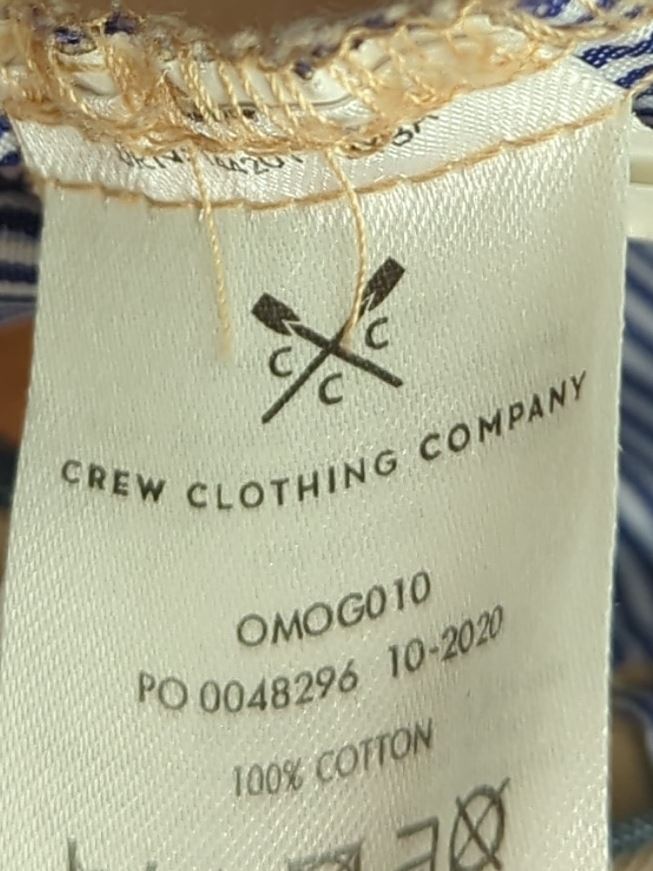 C C
C
CREW CLOTHING COMPANY
OMOG010
PO 0048296 10-2020
100% COTTON